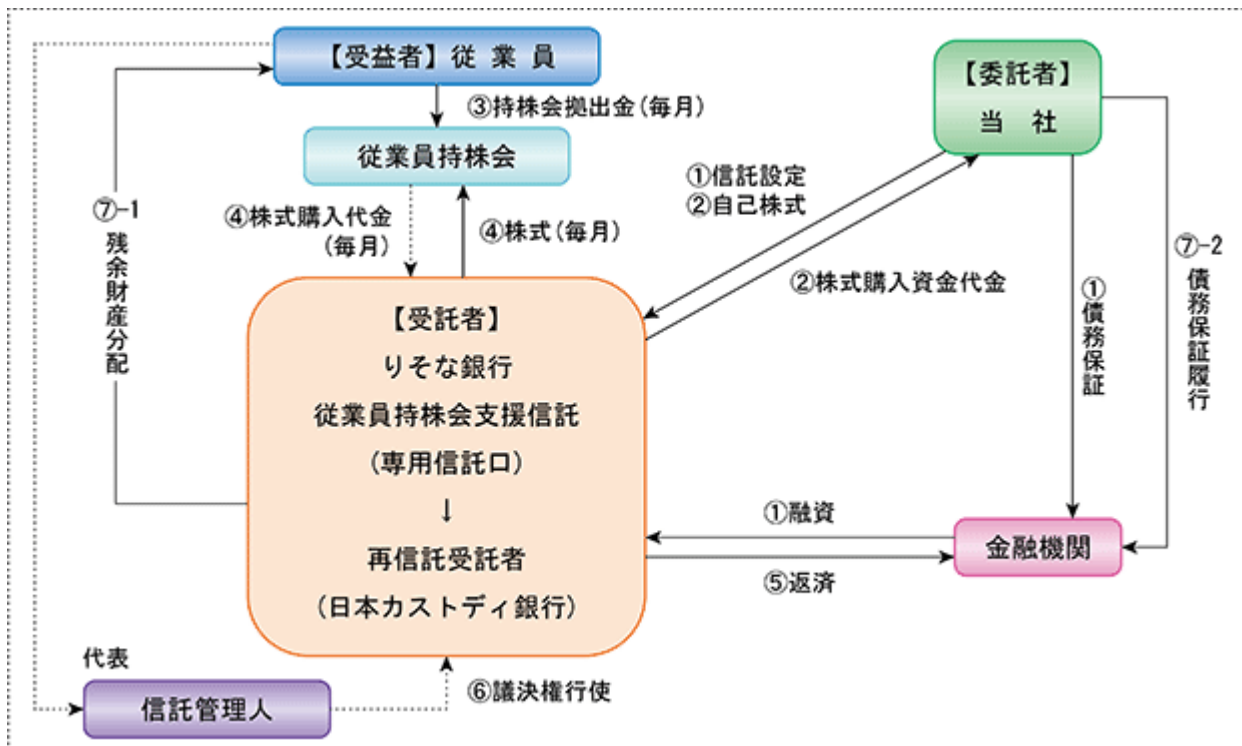 【受益者】従 業 員
③持株会拠出金(毎月)
従業員持株会
【委託者】
当　社
④株式購入代金
(毎月)
④株式(毎月)
①信託設定
②自己株式
②株式購入資金代金
⑦-1
残余財産分配
⑦-2
債務保証履行
①債務保証
【受託者】
りそな銀行
従業員持株会支援信託
(専用信託口)
↓
再信託受託者
(日本カストディ銀行)
①融資
⑤返済
金融機関
代表
信託管理人
⑥議決権行使